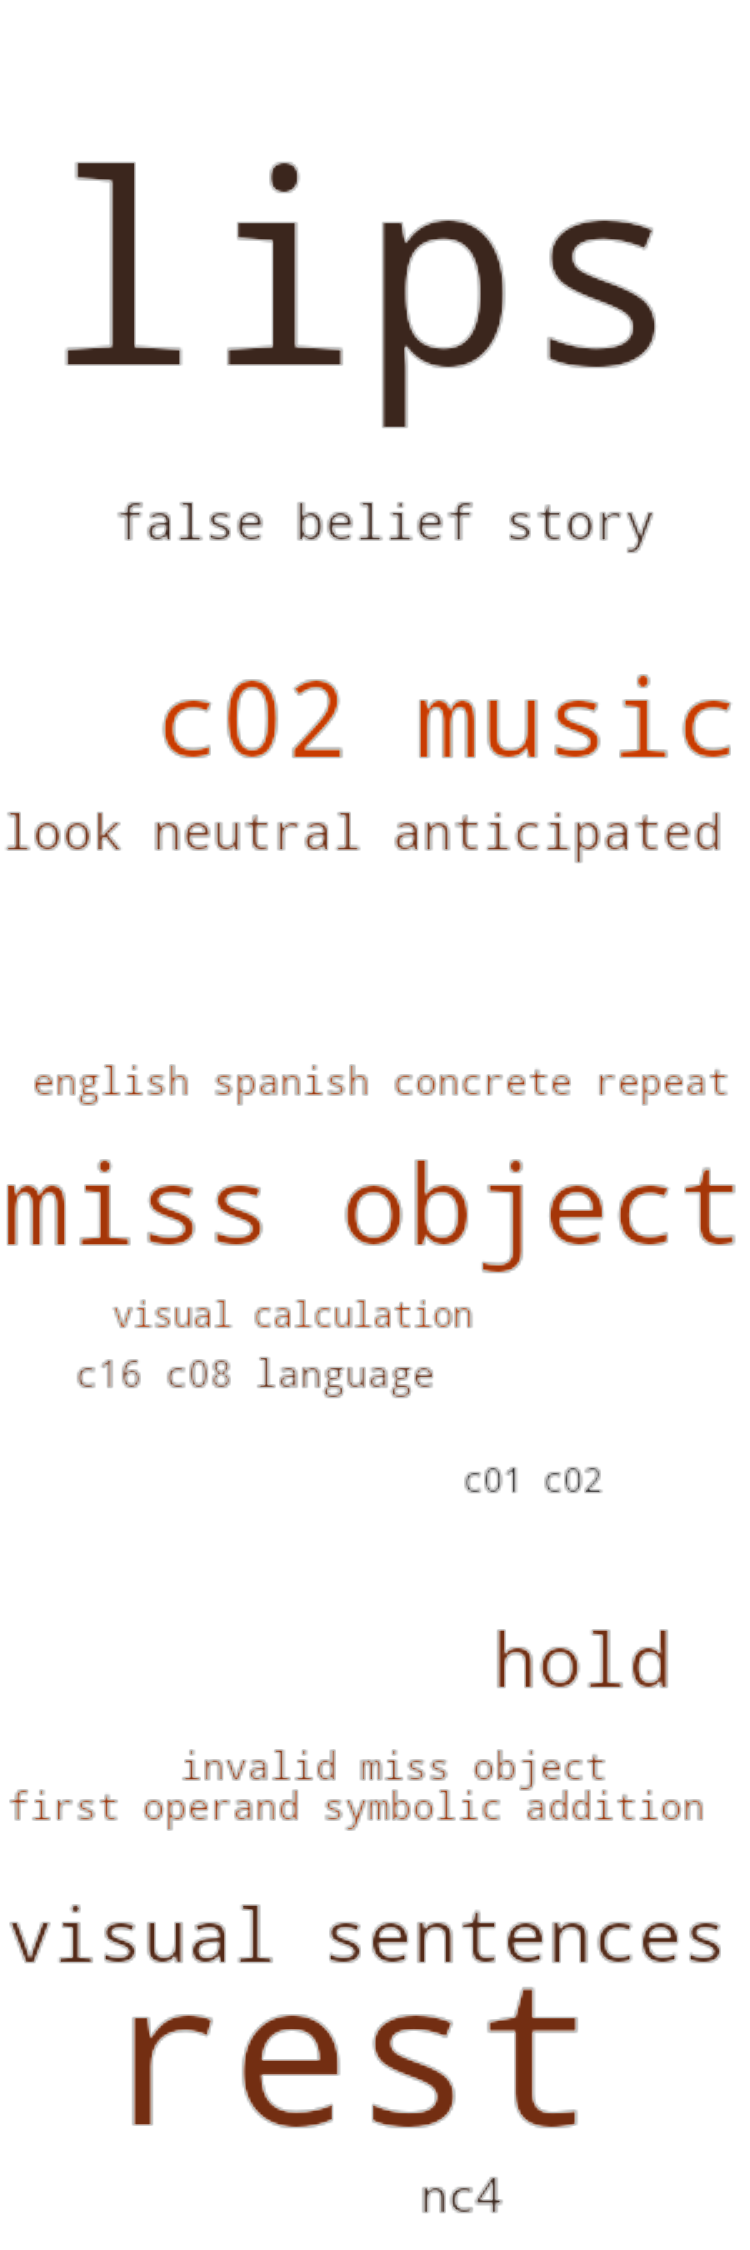 lips
false belief story
c02 music
look neutral anticipated
english spanish concrete repeat
miss object
visual calculation
c16 c08 language
c01 c02
hold
invalid miss object
first operand symbolic addition
visual sentences
rest
nc4